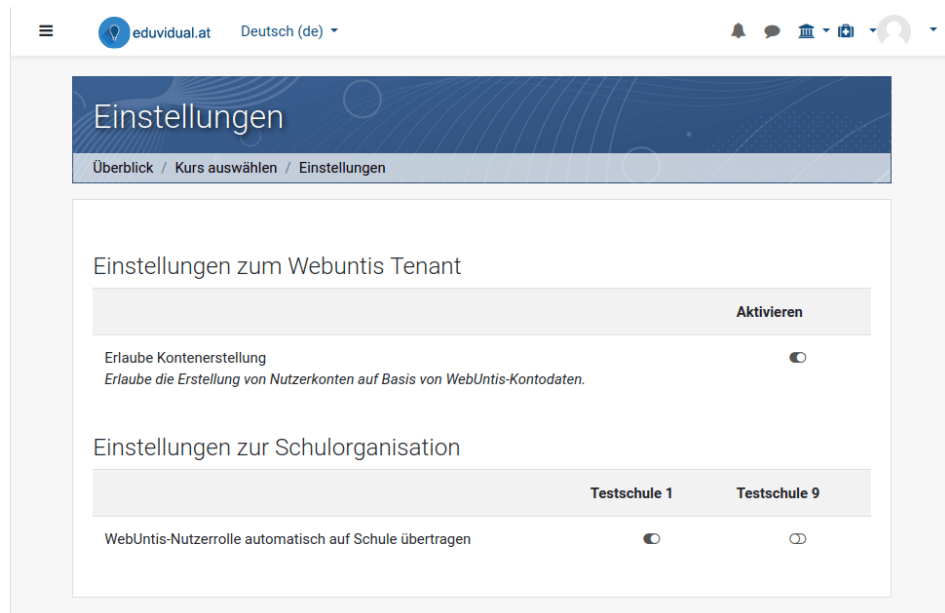 eduvidual.at Deutsch (de)
Einstellungen
Überblick / Kurs auswählen / Einstellungen
Einstellungen zum Webuntis Tenant
Aktivieren
Erlaube Kontenerstellung
Erlaube die Erstellung von Nutzerkonten auf Basis von WebUntis-Kontodaten.
Einstellungen zur Schulorganisation
Testschule 1 Testschule 9
WebUntis-Nutzerrolle automatisch auf Schule übertragen